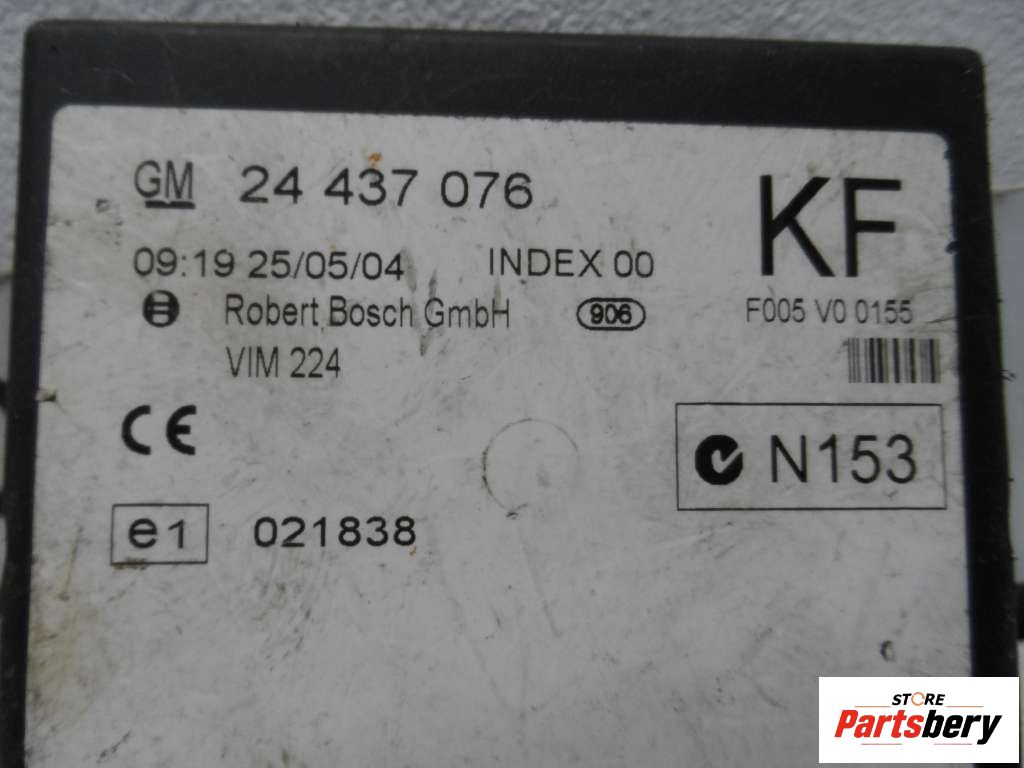 GM 24 437 076
KF
09:19 25/05/04 INDEX 00
Robert Bosch GmbH 906 F005 V0 0155
VIM 224
CE
N153
e1 021838
STORE
Partsbery